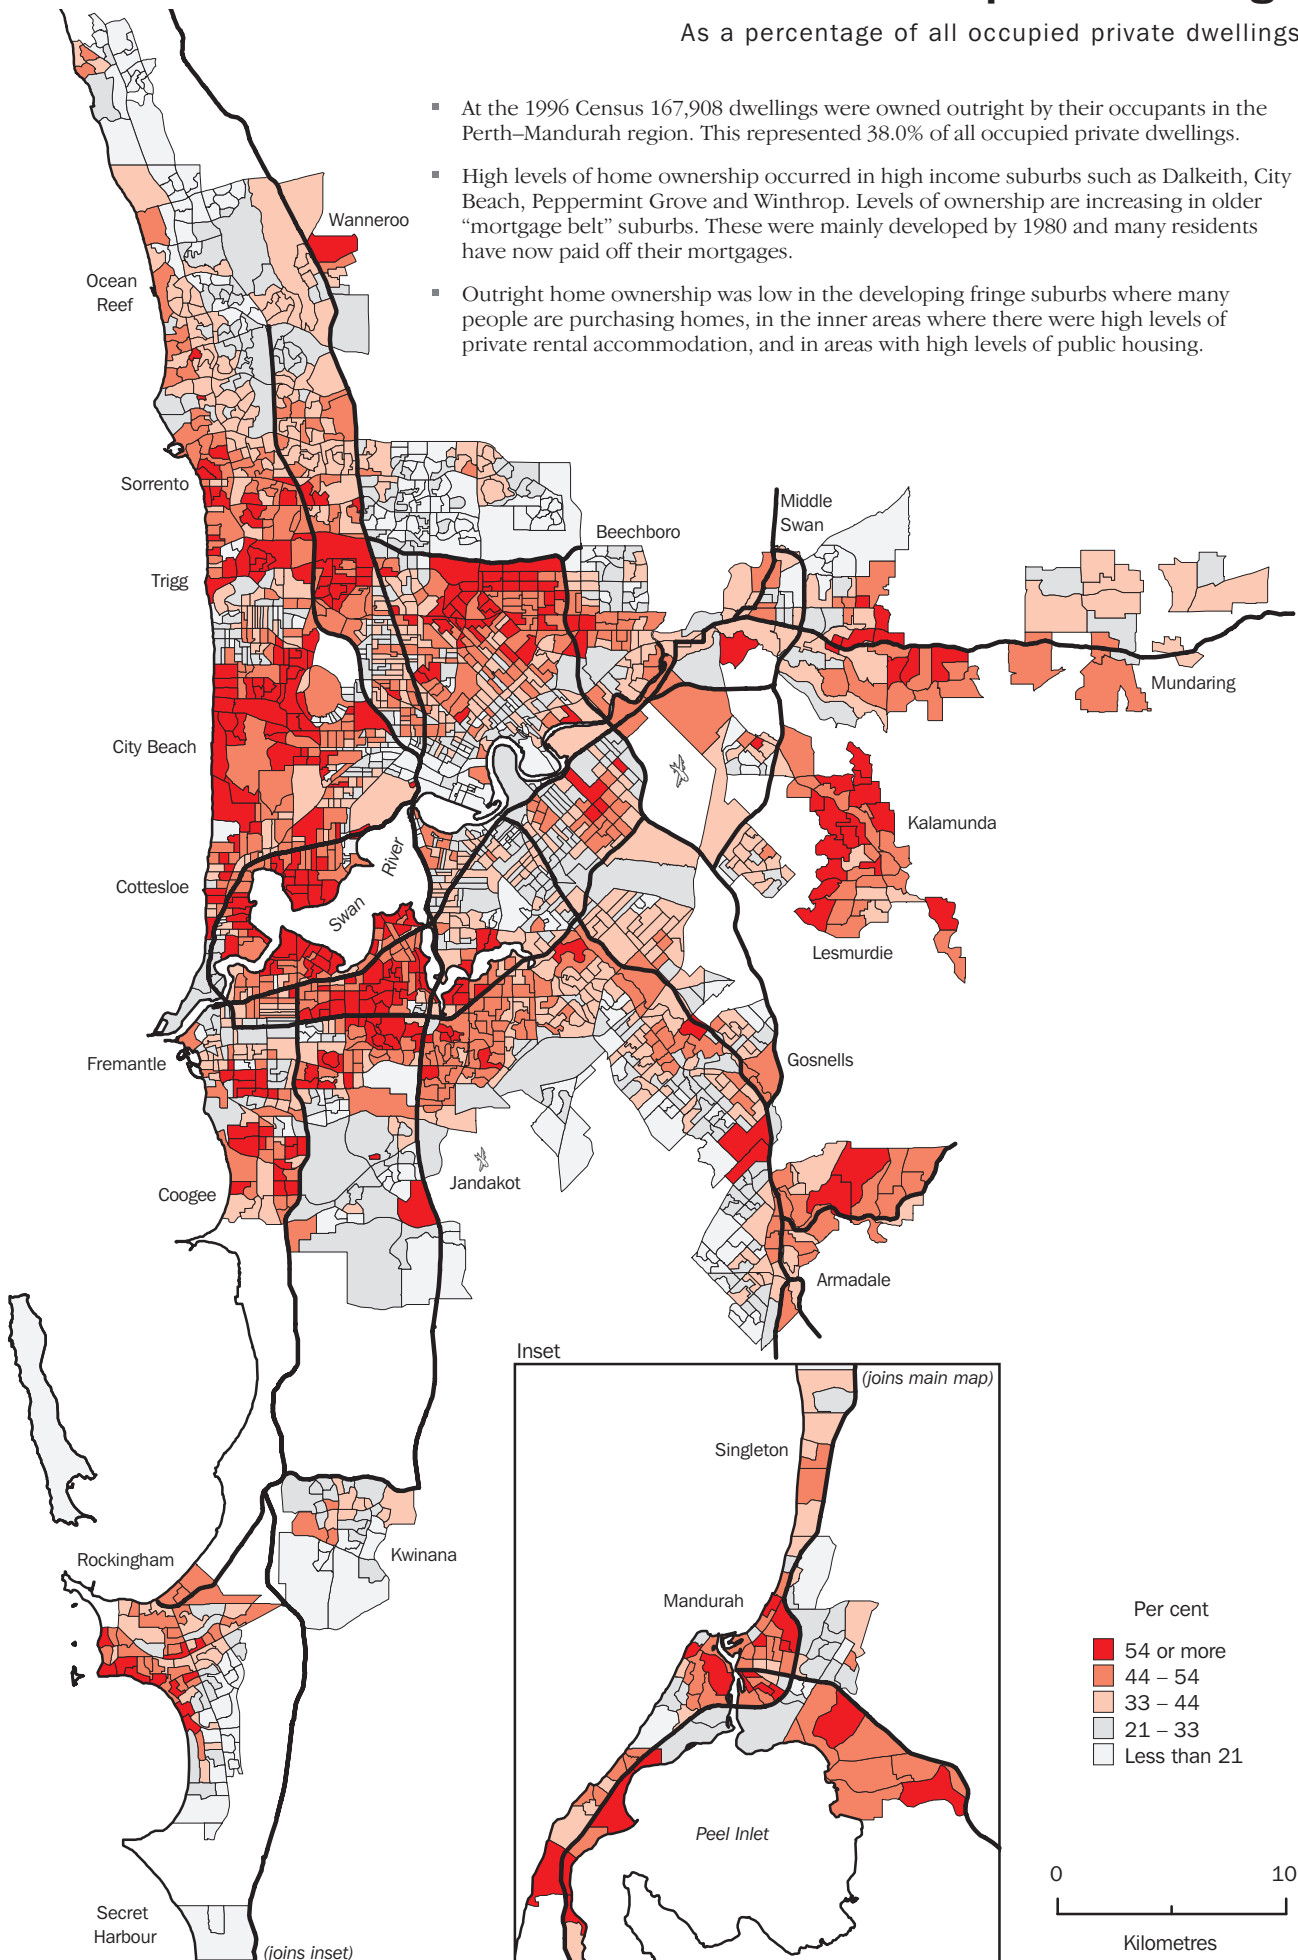 As a percentage of all occupied private dwellings
▪ At the 1996 Census 167,908 dwellings were owned outright by their occupants in the
Perth–Mandurah region. This represented 38.0% of all occupied private dwellings.
▪ High levels of home ownership occurred in high income suburbs such as Dalkeith, City
Beach, Peppermint Grove and Winthrop. Levels of ownership are increasing in older
“mortgage belt” suburbs. These were mainly developed by 1980 and many residents
have now paid off their mortgages.
▪ Outright home ownership was low in the developing fringe suburbs where many
people are purchasing homes, in the inner areas where there were high levels of
private rental accommodation, and in areas with high levels of public housing.
Wanneroo
Ocean
Reef
Sorrento
Middle
Swan
Beechboro
Trigg
Mundaring
City Beach
Kalamunda
River
Cottesloe
Swan
Lesmurdie
Fremantle
Gosnells
Jandakot
Coogee
Armadale
Inset
(joins main map)
Singleton
Kwinana
Rockingham
Mandurah
Per cent
54 or more
44 – 54
33 – 44
21 – 33
Less than 21
Peel Inlet
0 10
Kilometres
Secret
Harbour
(joins inset)